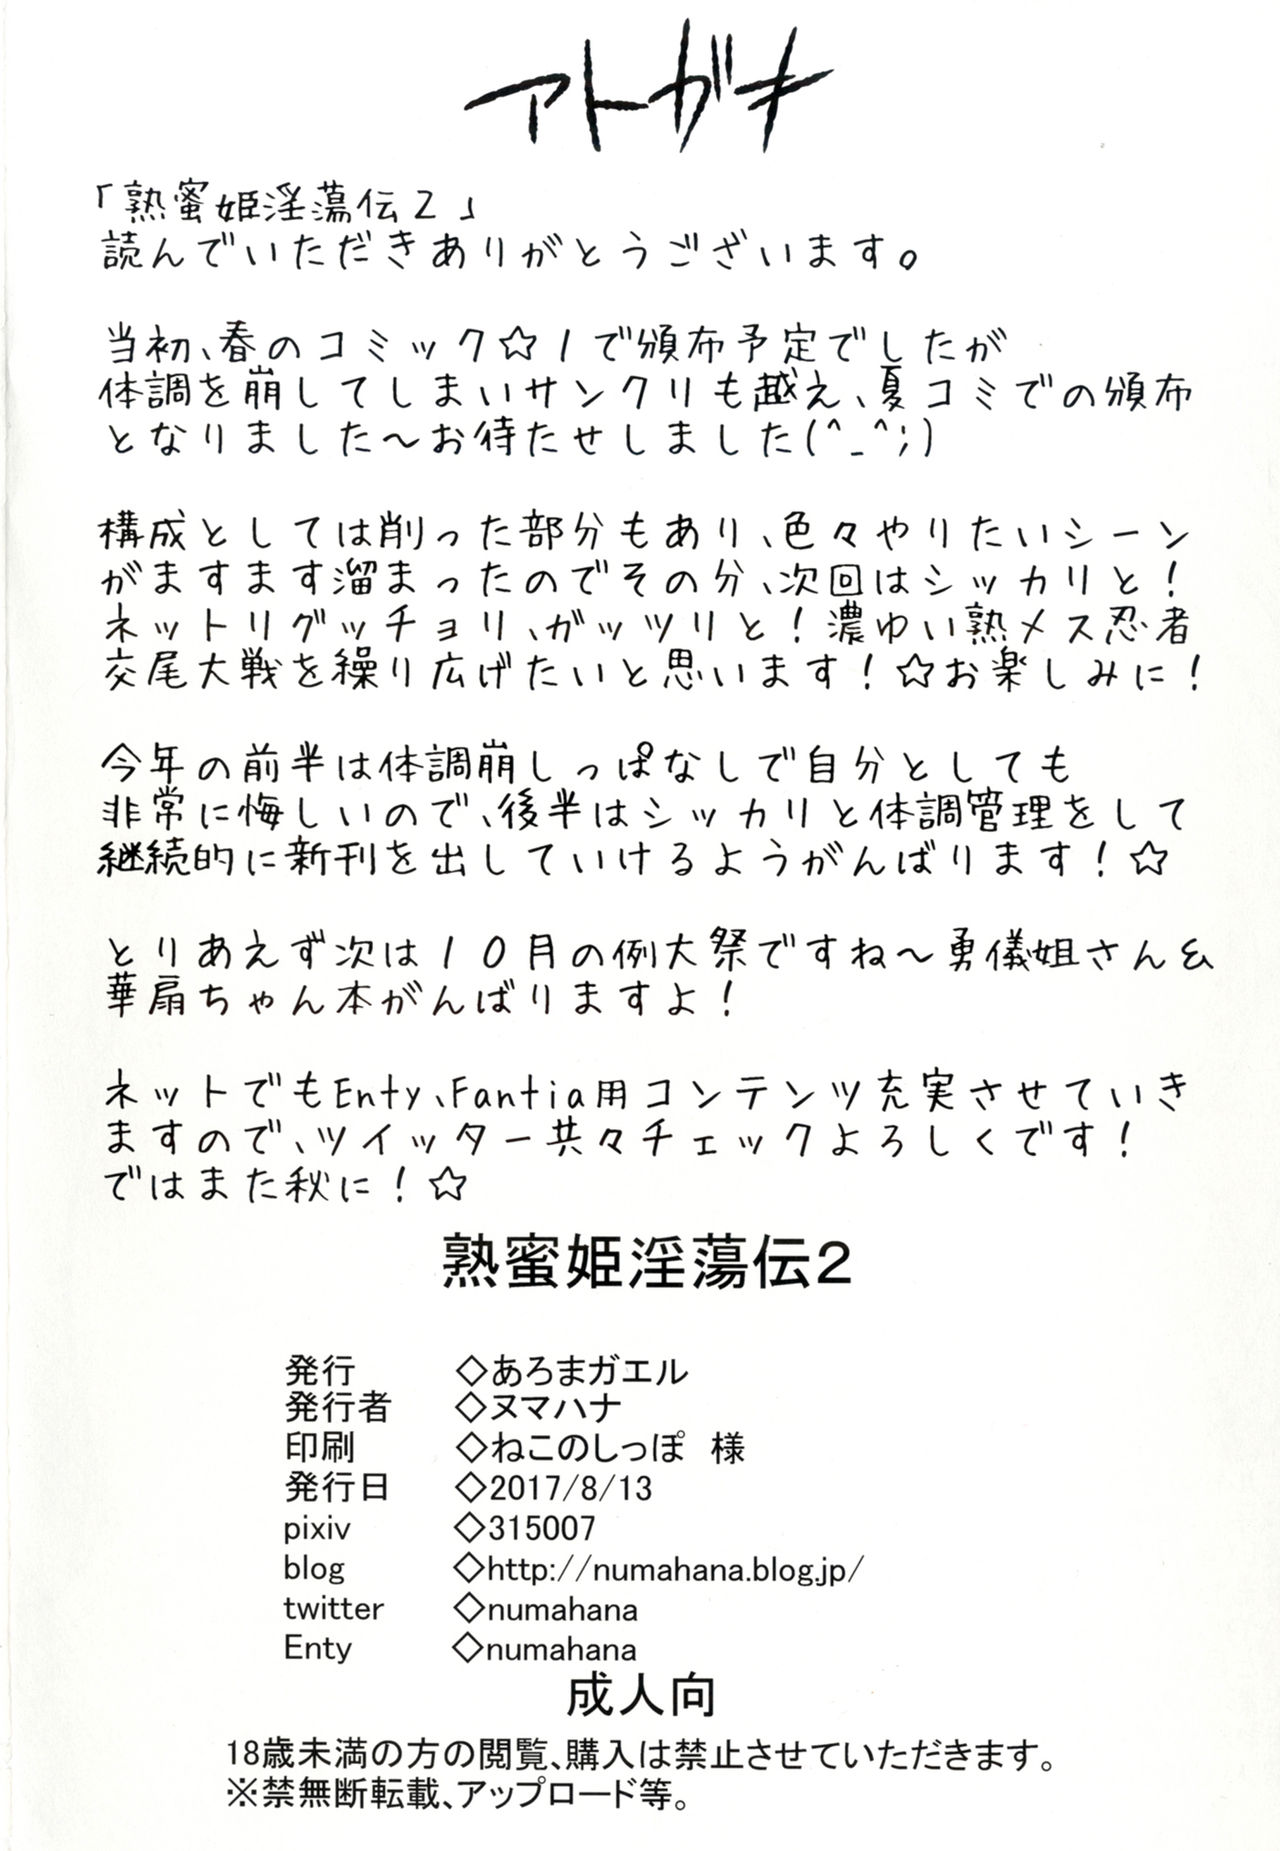 アトガキ
「熟蜜姫淫蕩伝2」
読んでいただきありがとうございます。
当初、春のコミック☆1で頒布予定でしたが
体調を崩してしまいサンクリも越え、夏コミでの頒布
となりました～お待たせしました(^_^;)
構成としては削った部分もあり、色々やりたいシーン
がますます溜まったのでその分、次回はシッカリと!
ネットリグッチョリ、ガッツリと!濃ゆい熟メス忍者
交尾大戦を繰り広げたいと思います!☆お楽しみに!
今年の前半は体調崩しっぱなしで自分としても
非常に悔しいので、後半はシッカリと体調管理をして
継続的に新刊を出していけるようがんばります!☆
とりあえず次は10月の例大祭ですね～勇儀姐さん&
華扇ちゃん本がんばりますよ!
ネットでもEnty、Fantia用コンテンツ充実させていき
ますので、ツイッター共々チェックよろしくです!
ではまた秋に!☆
熟蜜姫淫蕩伝2
発行 ◇あろまガエル
発行者 ◇ヌマハナ
印刷 ◇ねこのしっぽ 様
発行日 ◇2017/8/13
pixiv ◇315007
blog ◇http://numahana.blog.jp/
twitter ◇numahana
Enty ◇numahana
成人向
18歳未満の方の閲覧、購入は禁止させていただきます。
※禁無断転載、アップロード等。